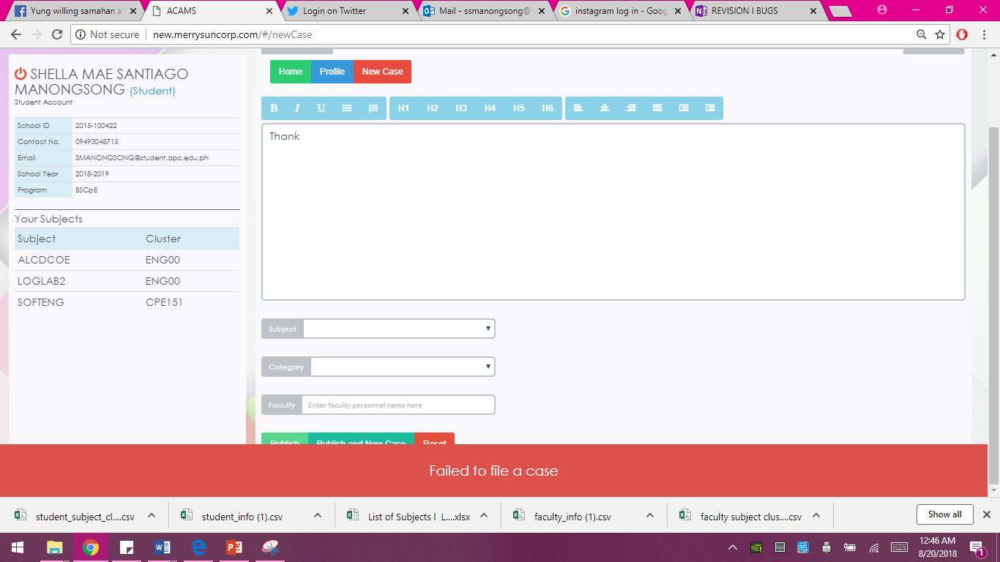 Yung willing samahan a
ACAMS
Login on Twitter
Mail - ssmanongsong@
instagram log in - Goog
REVISION I BUGS
Not secure
new.merrysuncorp.com/#/newCase
SHELLA MAE SANTIAGO
MANONGSONG (Student)
Student Account
School ID 2015-100422
Contact No. 09493048715
Email SMANONGSONG@student.apc.edu.ph
School Year 2018-2019
Program BSCpE
Your Subjects
Subject Cluster
ALCDCOE ENG00
LOGLAB2 ENG00
SOFTENG CPE151
Home Profile New Case
B I U H1 H2 H3 H4 H5 H6
Thank
Subject
Category
Faculty Enter faculty personnel name here
Publish Publish and New Case Reset
Failed to file a case
student_subject_cl....csv
student_info (1).csv
List of Subjects l L....xlsx
faculty_info (1).csv
faculty subject clus....csv
Show all
12:46 AM
8/20/2018
1